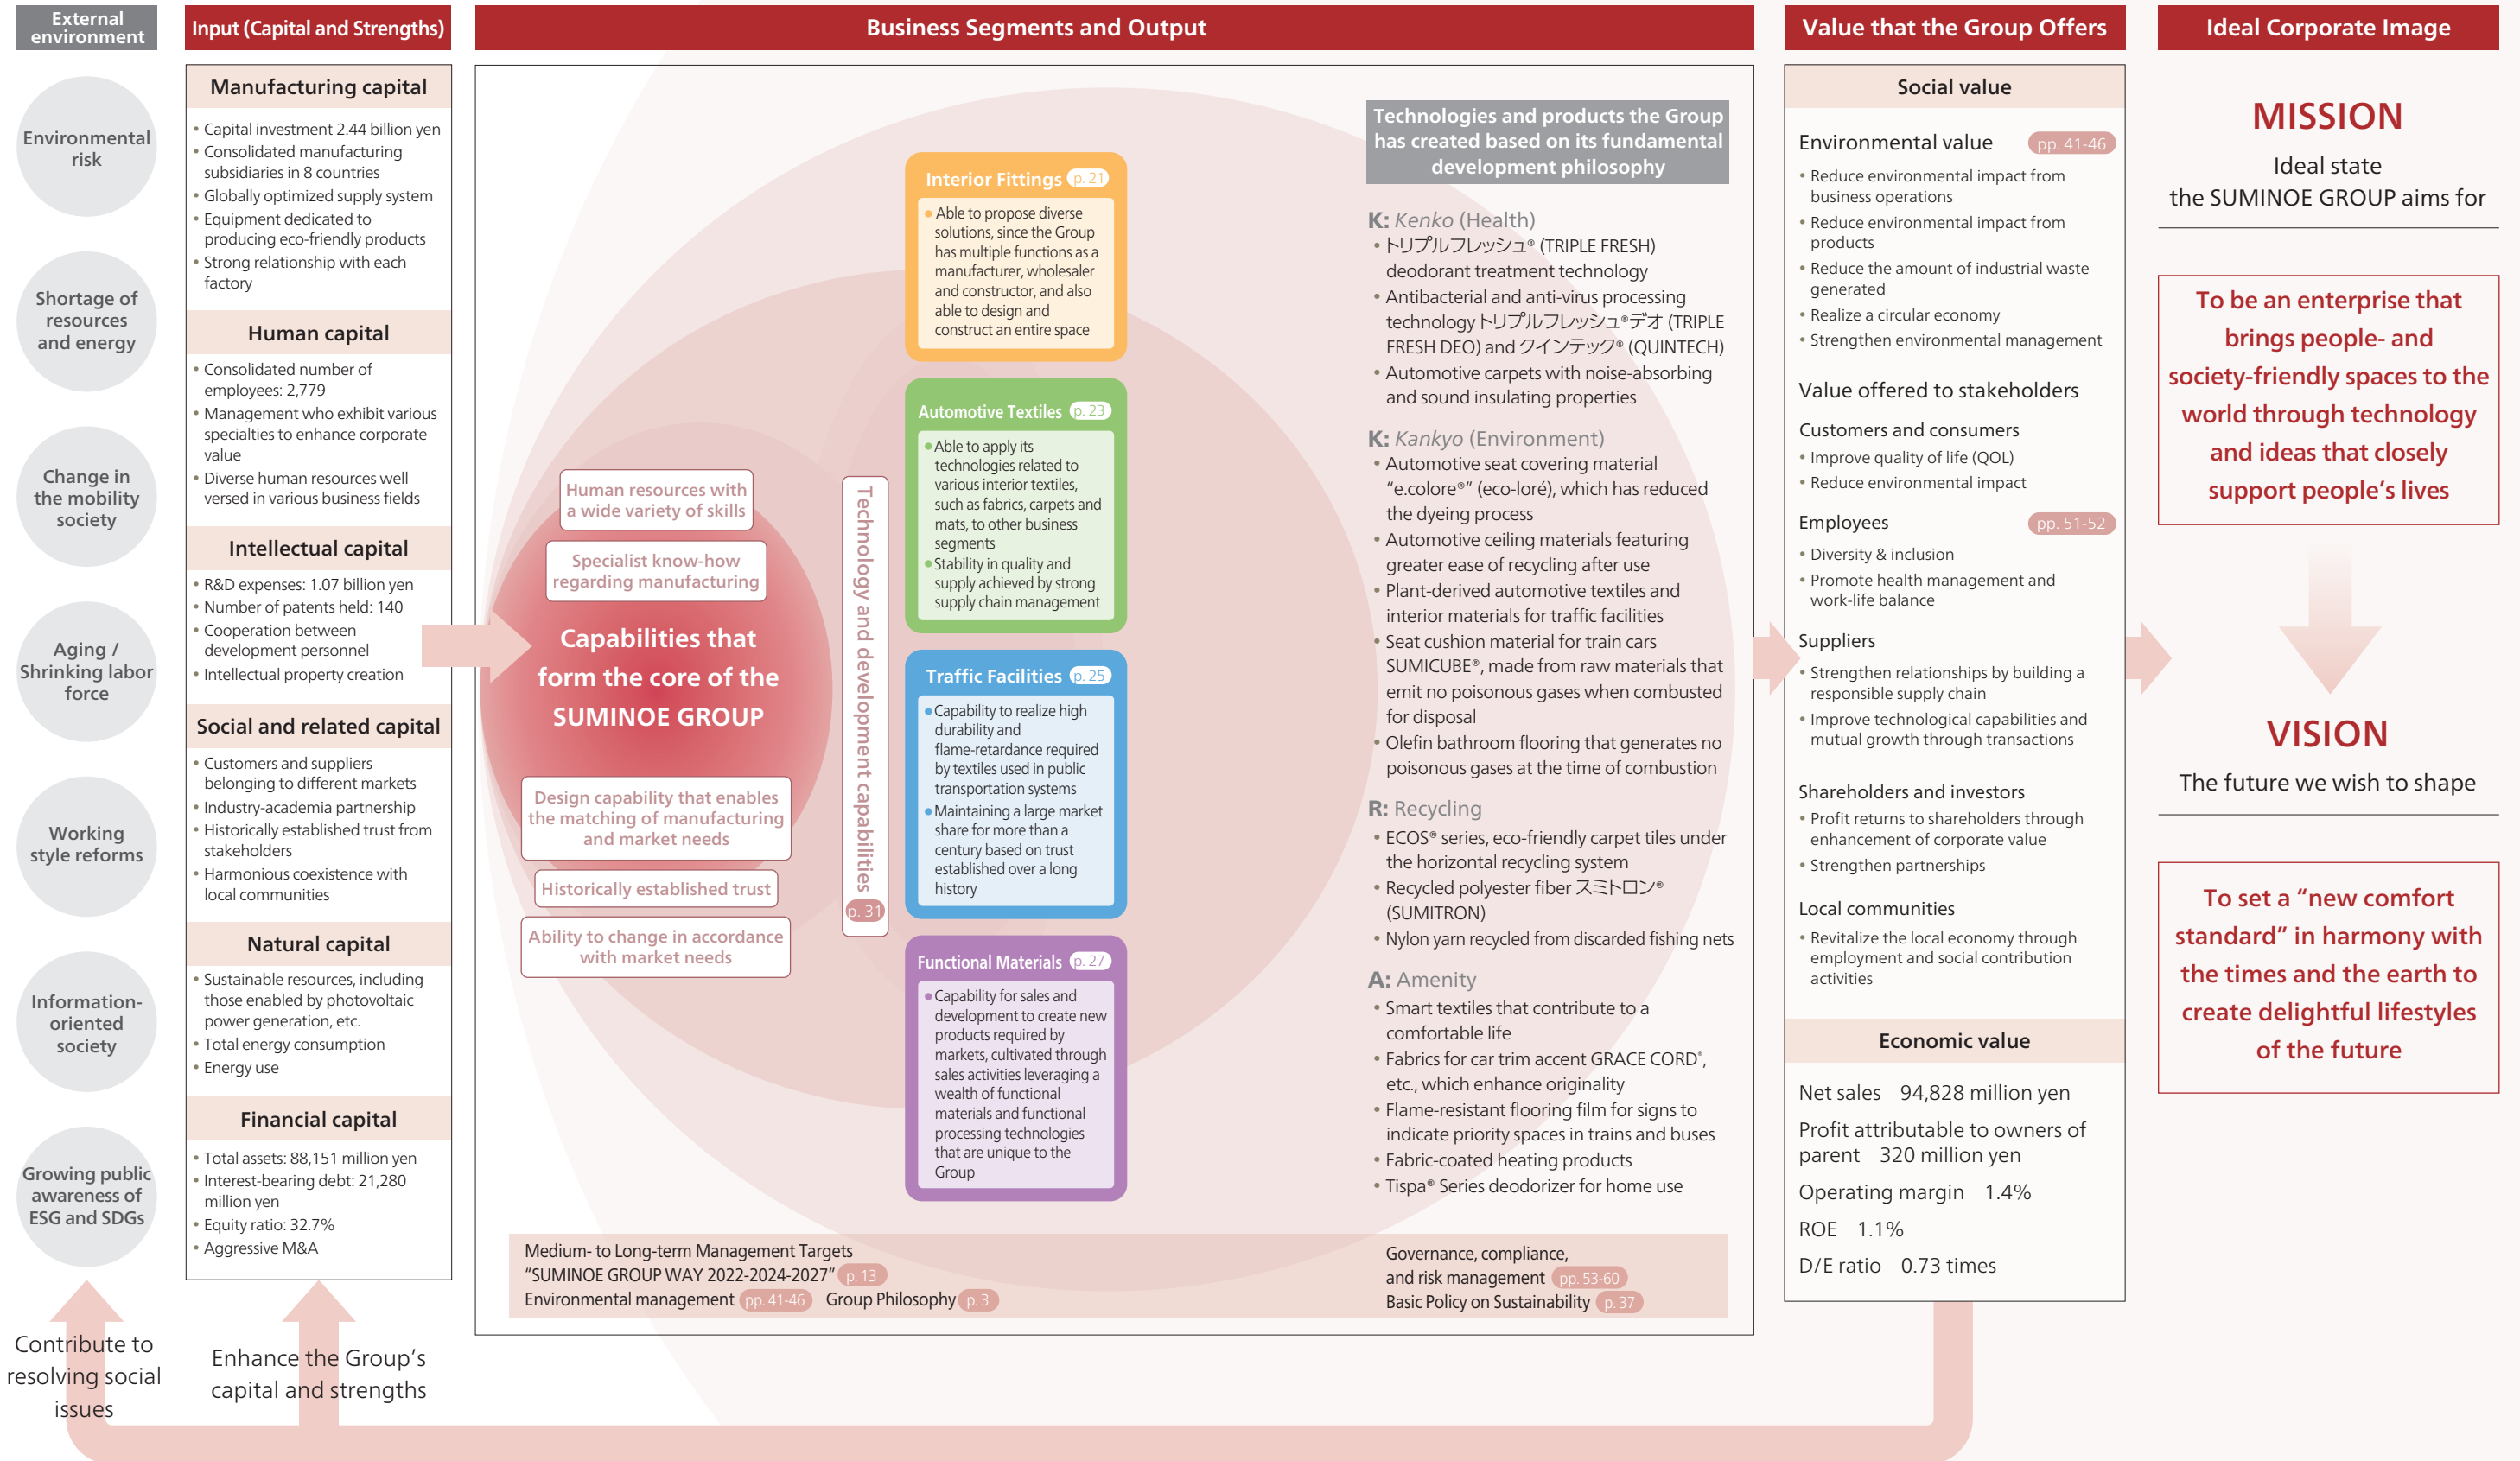 External
environment
Environmental
risk
Shortage of
resources
and energy
Change in
the mobility
society
Aging /
Shrinking labor
force
Working
style reforms
Information-
oriented
society
Growing public
awareness of
ESG and SDGs
Contribute to
resolving social
issues
Input (Capital and Strengths)
Manufacturing capital
• Capital investment 2.44 billion yen
• Consolidated manufacturing
subsidiaries in 8 countries
• Globally optimized supply system
• Equipment dedicated to
producing eco-friendly products
• Strong relationship with each
factory
Human capital
• Consolidated number of
employees: 2,779
• Management who exhibit various
specialties to enhance corporate
value
• Diverse human resources well
versed in various business fields
Intellectual capital
• R&D expenses: 1.07 billion yen
• Number of patents held: 140
• Cooperation between
development personnel
• Intellectual property creation
Social and related capital
• Customers and suppliers
belonging to different markets
• Industry-academia partnership
• Historically established trust from
stakeholders
• Harmonious coexistence with
local communities
Natural capital
• Sustainable resources, including
those enabled by photovoltaic
power generation, etc.
• Total energy consumption
• Energy use
Financial capital
• Total assets: 88,151 million yen
• Interest-bearing debt: 21,280
million yen
• Equity ratio: 32.7%
• Aggressive M&A
Enhance the Group's
capital and strengths
Business Segments and Output
Human resources with
a wide variety of skills
Specialist know-how
regarding manufacturing
Capabilities that
form the core of the
SUMINOE GROUP
Design capability that enables
the matching of manufacturing
and market needs
Historically established trust
Ability to change in accordance
with market needs
Technology and development capabilities p. 31
Interior Fittings p. 21
• Able to propose diverse
solutions, since the Group
has multiple functions as a
manufacturer, wholesaler
and constructor, and also
able to design and
construct an entire space
Automotive Textiles p. 23
• Able to apply its
technologies related to
various interior textiles,
such as fabrics, carpets and
mats, to other business
segments
• Stability in quality and
supply achieved by strong
supply chain management
Traffic Facilities p. 25
• Capability to realize high
durability and
flame-retardance required
by textiles used in public
transportation systems
• Maintaining a large market
share for more than a
century based on trust
established over a long
history
Functional Materials p. 27
• Capability for sales and
development to create new
products required by
markets, cultivated through
sales activities leveraging a
wealth of functional
materials and functional
processing technologies
that are unique to the
Group
Technologies and products the Group
has created based on its fundamental
development philosophy
K: Kenko (Health)
• トリプルフレッシュ® (TRIPLE FRESH)
deodorant treatment technology
• Antibacterial and anti-virus processing
technology トリプルフレッシュ®デオ (TRIPLE
FRESH DEO) and クインテック® (QUINTECH)
• Automotive carpets with noise-absorbing
and sound insulating properties
K: Kankyo (Environment)
• Automotive seat covering material
“e.colore®” (eco-loré), which has reduced
the dyeing process
• Automotive ceiling materials featuring
greater ease of recycling after use
• Plant-derived automotive textiles and
interior materials for traffic facilities
• Seat cushion material for train cars
SUMICUBE®, made from raw materials that
emit no poisonous gases when combusted
for disposal
• Olefin bathroom flooring that generates no
poisonous gases at the time of combustion
R: Recycling
• ECOS® series, eco-friendly carpet tiles under
the horizontal recycling system
• Recycled polyester fiber スミトロン®
(SUMITRON)
• Nylon yarn recycled from discarded fishing nets
A: Amenity
• Smart textiles that contribute to a
comfortable life
• Fabrics for car trim accent GRACE CORD®,
etc., which enhance originality
• Flame-resistant flooring film for signs to
indicate priority spaces in trains and buses
• Fabric-coated heating products
• Tispa® Series deodorizer for home use
Medium- to Long-term Management Targets
“SUMINOE GROUP WAY 2022-2024-2027” p. 13
Environmental management pp. 41-46 Group Philosophy p. 3
Governance, compliance,
and risk management pp. 53-60
Basic Policy on Sustainability p. 37
Value that the Group Offers
Social value
Environmental value pp. 41-46
• Reduce environmental impact from
business operations
• Reduce environmental impact from
products
• Reduce the amount of industrial waste
generated
• Realize a circular economy
• Strengthen environmental management
Value offered to stakeholders
Customers and consumers
• Improve quality of life (QOL)
• Reduce environmental impact
Employees pp. 51-52
• Diversity & inclusion
• Promote health management and
work-life balance
Suppliers
• Strengthen relationships by building a
responsible supply chain
• Improve technological capabilities and
mutual growth through transactions
Shareholders and investors
• Profit returns to shareholders through
enhancement of corporate value
• Strengthen partnerships
Local communities
• Revitalize the local economy through
employment and social contribution
activities
Economic value
Net sales 94,828 million yen
Profit attributable to owners of
parent 320 million yen
Operating margin 1.4%
ROE 1.1%
D/E ratio 0.73 times
Ideal Corporate Image
MISSION
Ideal state
the SUMINOE GROUP aims for
To be an enterprise that
brings people- and
society-friendly spaces to the
world through technology
and ideas that closely
support people’s lives
VISION
The future we wish to shape
To set a “new comfort
standard” in harmony with
the times and the earth to
create delightful lifestyles
of the future